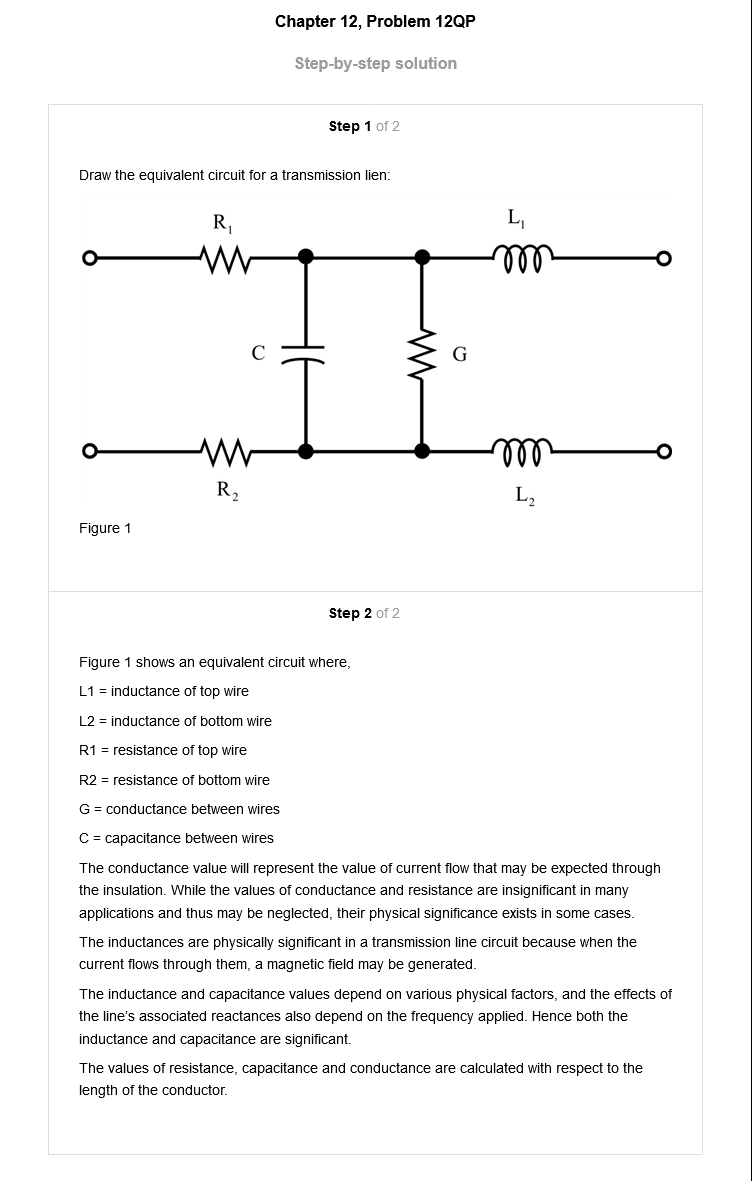 Chapter 12, Problem 12QP
Step-by-step solution
Step 1 of 2
Draw the equivalent circuit for a transmission lien:
R₁
L₁
C
G
R₂
L₂
Figure 1
Step 2 of 2
Figure 1 shows an equivalent circuit where,
L1 = inductance of top wire
L2 = inductance of bottom wire
R1 = resistance of top wire
R2 = resistance of bottom wire
G = conductance between wires
C = capacitance between wires
The conductance value will represent the value of current flow that may be expected through
the insulation. While the values of conductance and resistance are insignificant in many
applications and thus may be neglected, their physical significance exists in some cases.
The inductances are physically significant in a transmission line circuit because when the
current flows through them, a magnetic field may be generated.
The inductance and capacitance values depend on various physical factors, and the effects of
the line’s associated reactances also depend on the frequency applied. Hence both the
inductance and capacitance are significant.
The values of resistance, capacitance and conductance are calculated with respect to the
length of the conductor.